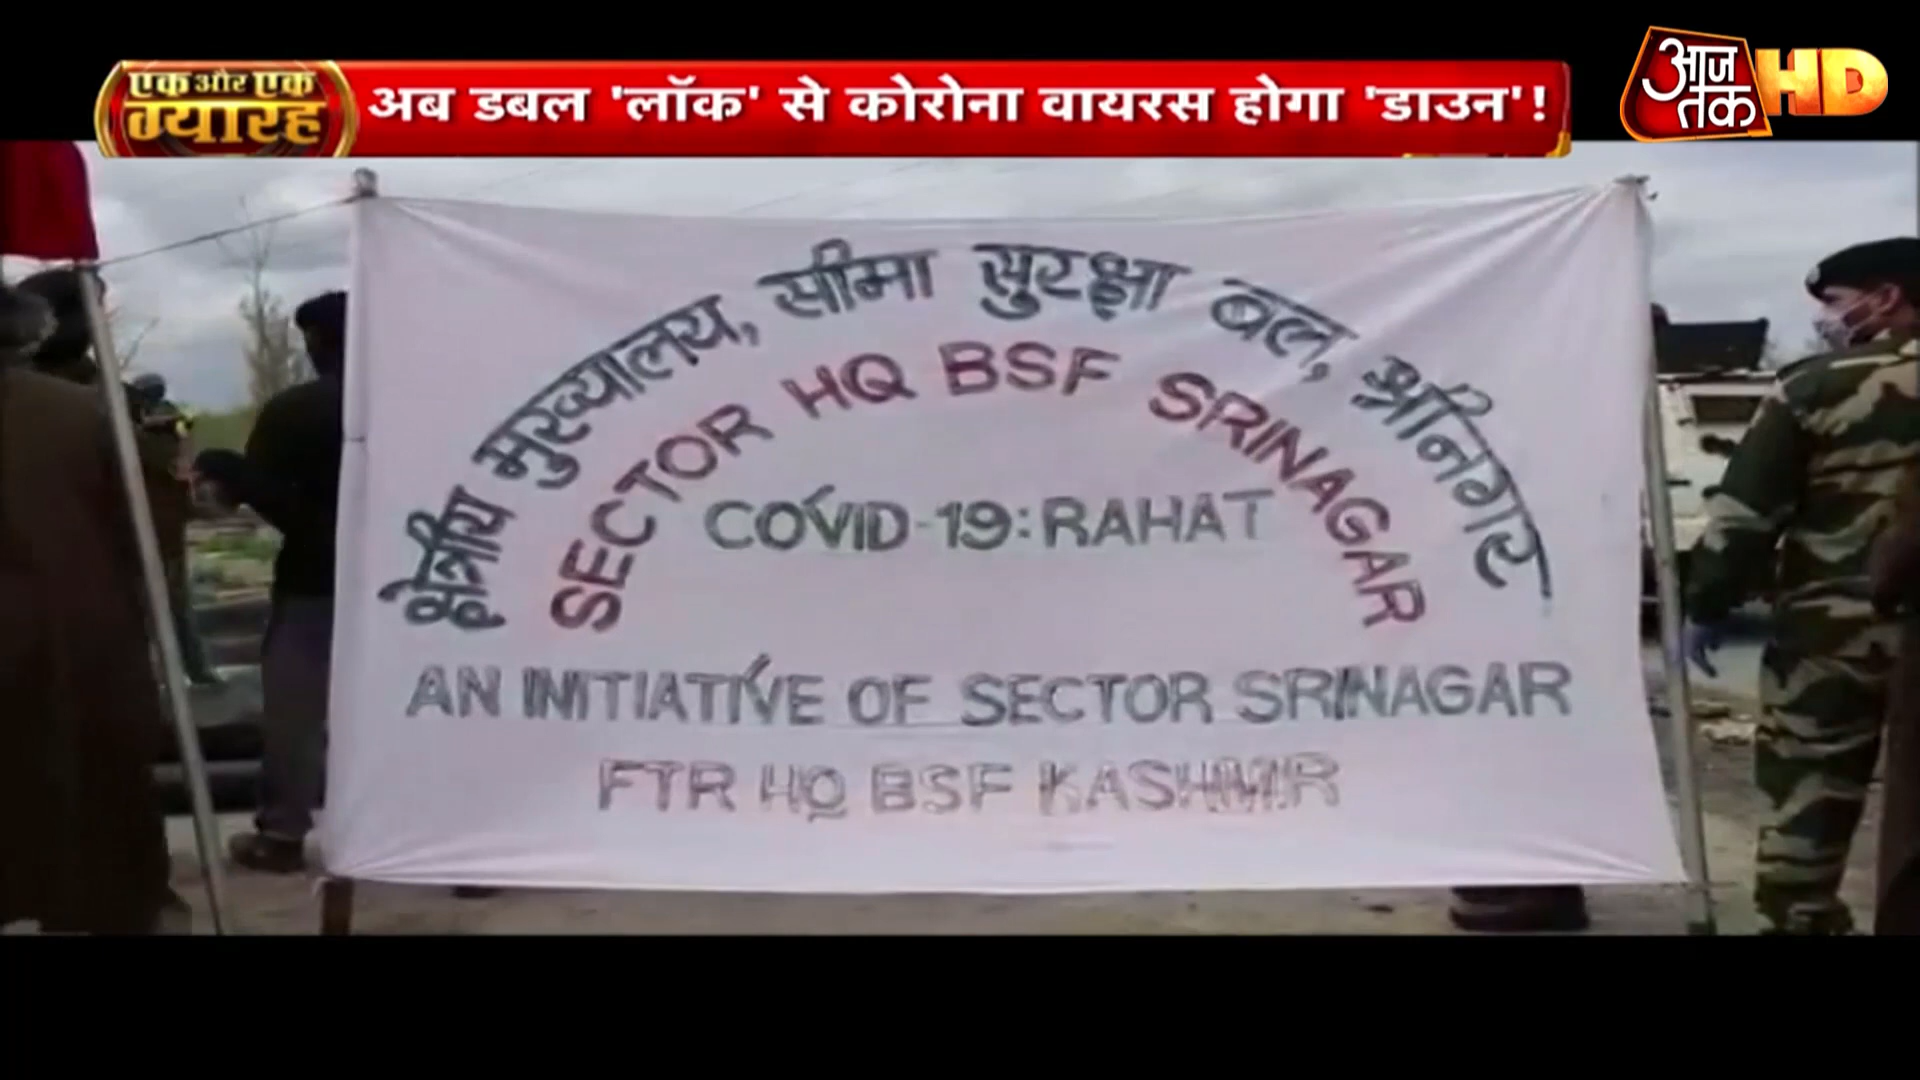 एक और एक
ग्यारह
अब डबल 'लॉक' से कोरोना वायरस होगा 'डाउन'!
आज
तक HD
क्षेत्रीय मुख्यालय, सीमा सुरक्षा बल, श्रीनगर
SECTOR HQ BSF SRINAGAR
COVID-19: RAHAT
AN INITIATIVE OF SECTOR SRINAGAR
FTR HQ BSF KASHMIR